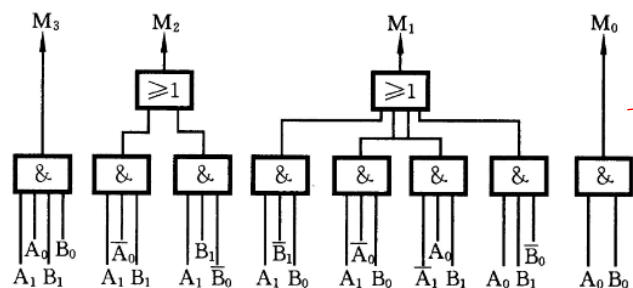 M₃ M₂ M₁ M₀
≥1 ≥1
& & & & & & & &
A₀ B₀ A̅₀ B₁ B̅₁ A̅₀ A₀ B̅₀
A₁ B₁ A₁ B₁ A₁ B̅₀ A₁ B₀ A₁ B₀ A̅₁ B₁ A₀ B₁ A₀ B₀